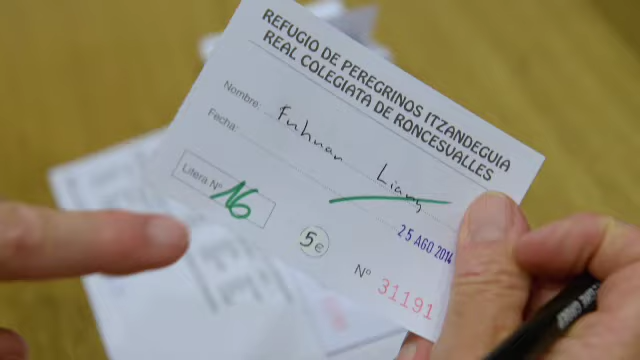 REFUGIO DE PEREGRINOS ITZANDEGUIA
REAL COLEGIATA DE RONCESVALLES
Nombre: Fuhuan Liang
Fecha: 25 AGO 2014
Litera Nº 16
5€
Nº 31191